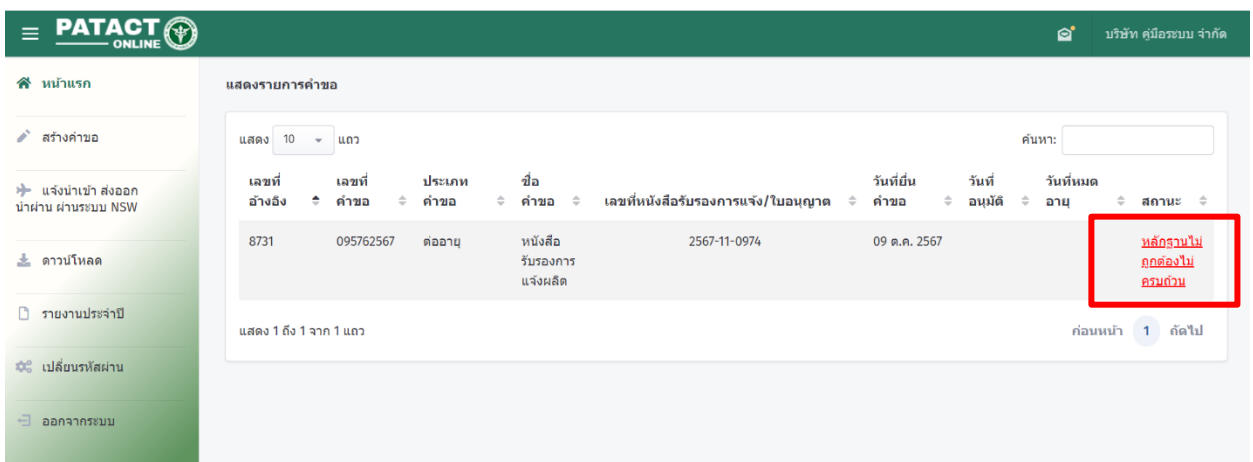 PATACT
ONLINE
บริษัท คู่มือระบบ จำกัด
หน้าแรก
สร้างคำขอ
แจ้งนำเข้า ส่งออก
นำผ่าน ผ่านระบบ NSW
ดาวน์โหลด
รายงานประจำปี
เปลี่ยนรหัสผ่าน
ออกจากระบบ
แสดงรายการคำขอ
แสดง 10 แถว
ค้นหา:
เลขที่
อ้างอิง
เลขที่
คำขอ
ประเภท
คำขอ
ชื่อ
คำขอ
เลขที่หนังสือรับรองการแจ้ง/ใบอนุญาต
วันที่ยื่น
คำขอ
วันที่
อนุมัติ
วันที่หมด
อายุ
สถานะ
8731
095762567
ต่ออายุ
หนังสือ
รับรองการ
แจ้งผลิต
2567-11-0974
09 ต.ค. 2567
หลักฐานไม่
ถูกต้องไม่
ครบถ้วน
แสดง 1 ถึง 1 จาก 1 แถว
ก่อนหน้า 1 ถัดไป